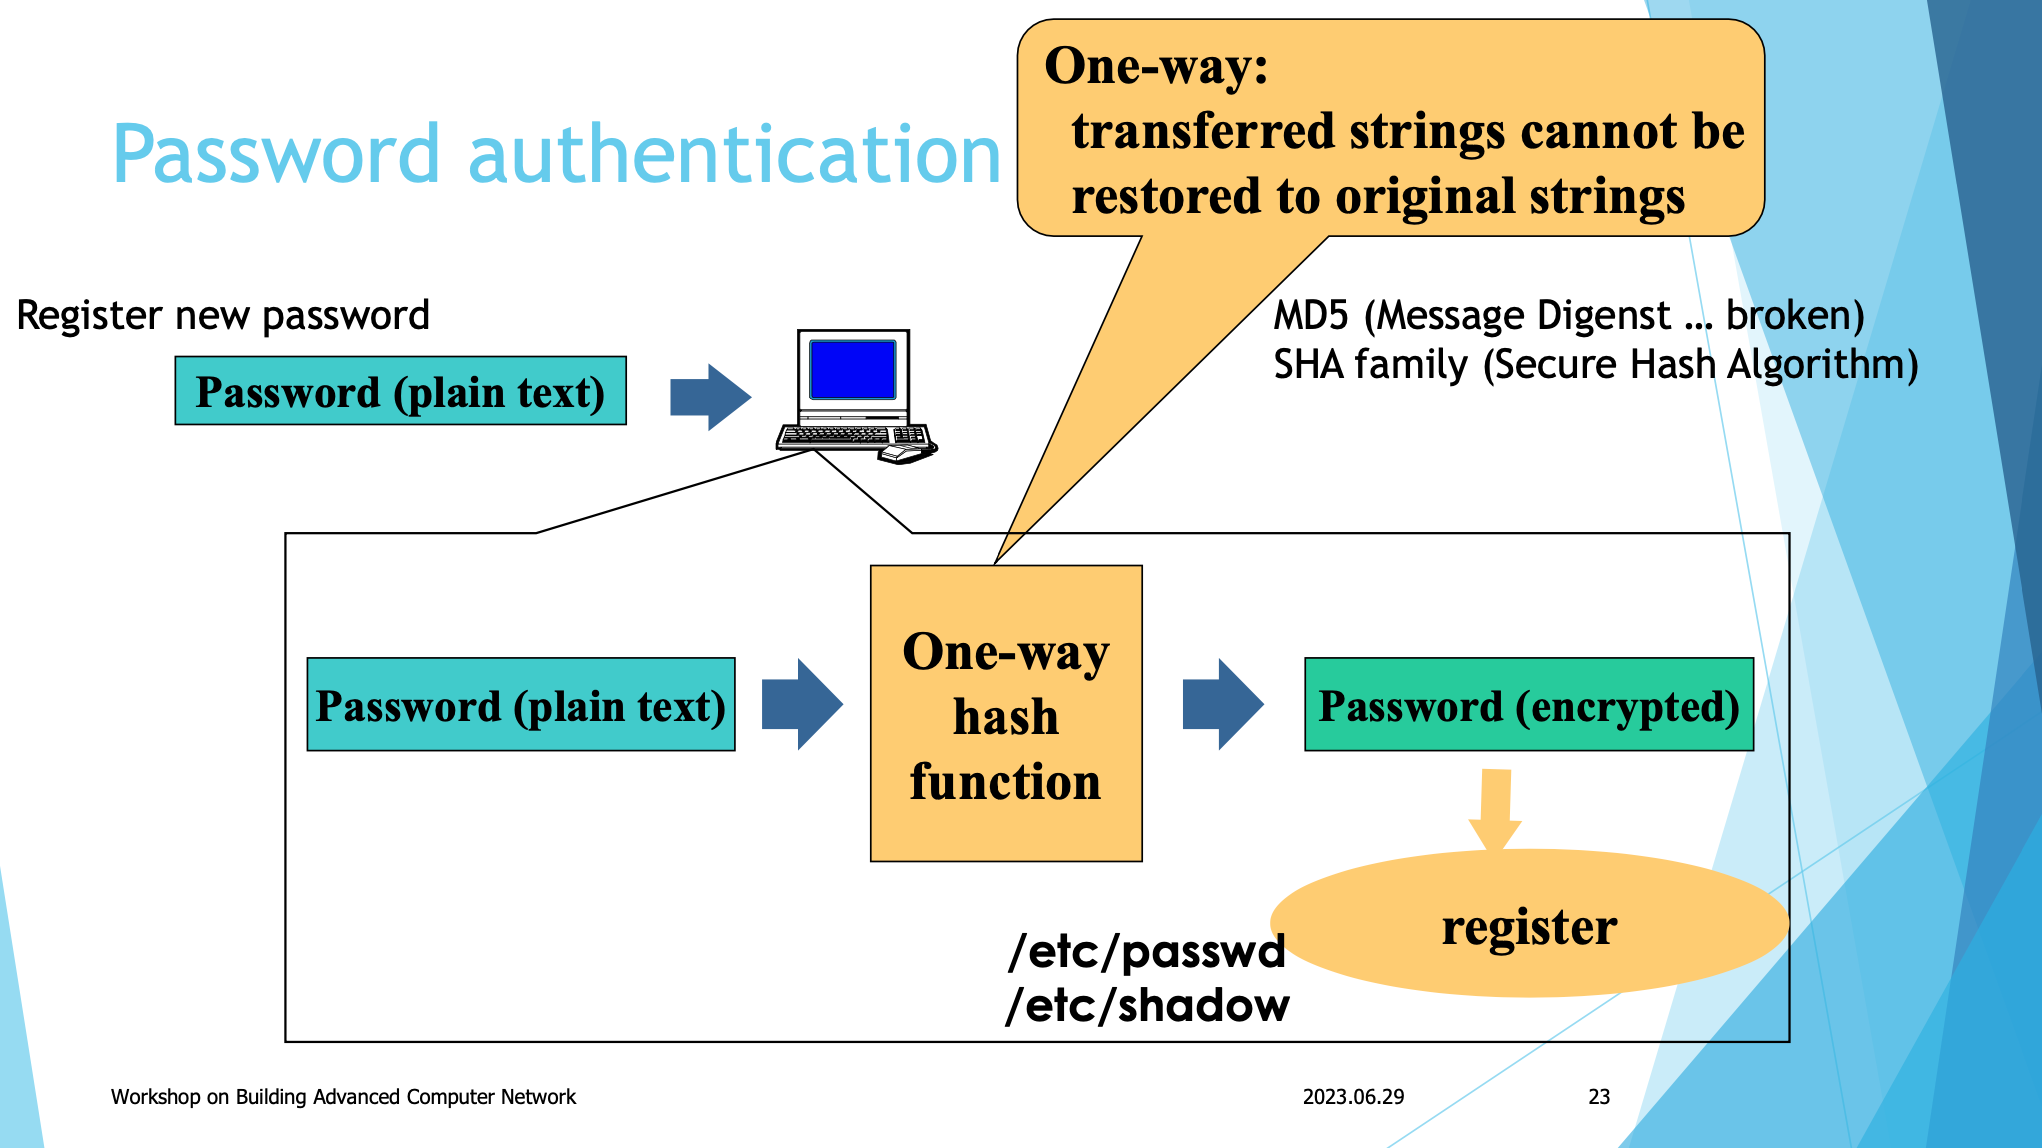 Password authentication
One-way:
transferred strings cannot be
restored to original strings
Register new password
Password (plain text)
MD5 (Message Digenst … broken)
SHA family (Secure Hash Algorithm)
Password (plain text)
One-way
hash
function
Password (encrypted)
register
/etc/passwd
/etc/shadow
Workshop on Building Advanced Computer Network
2023.06.29
23